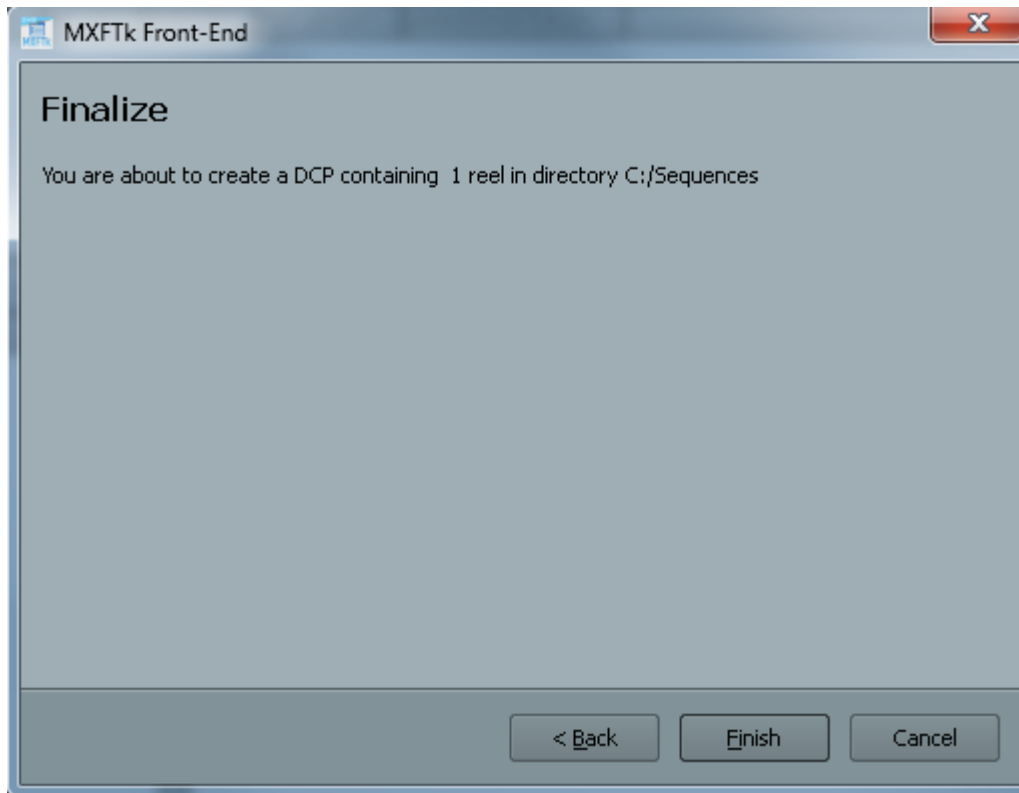 MXFTk Front-End
Finalize
You are about to create a DCP containing  1 reel in directory C:/Sequences
< Back
Finish
Cancel